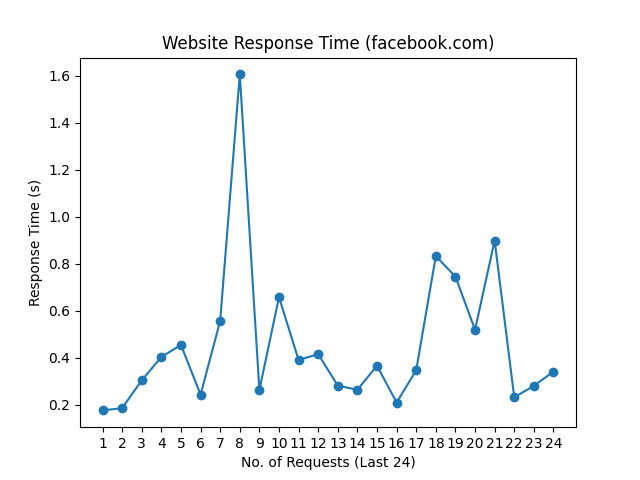 Website Response Time (facebook.com)
1.6
1.4
1.2
1.0
0.8
0.6
0.4
0.2
Response Time (s)
1 2 3 4 5 6 7 8 9 10 11 12 13 14 15 16 17 18 19 20 21 22 23 24
No. of Requests (Last 24)